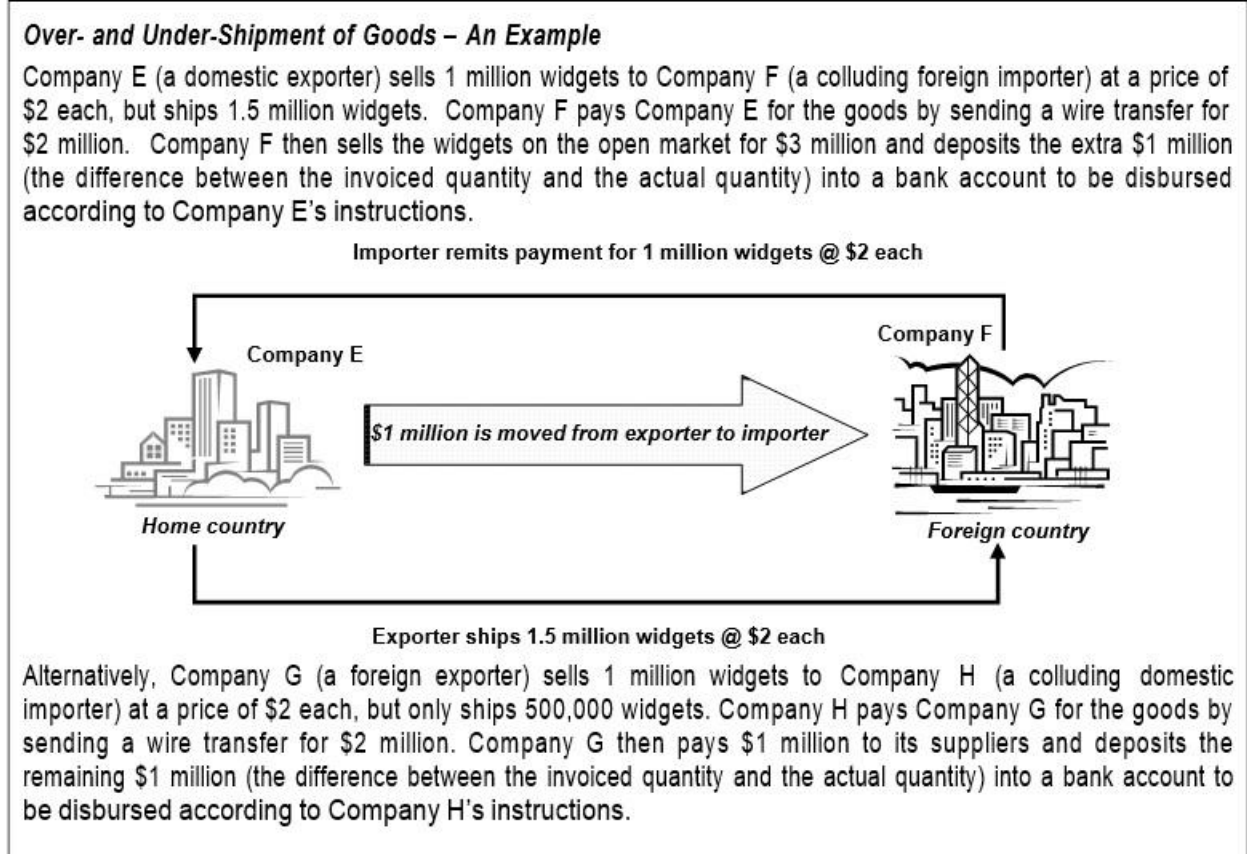 Over- and Under-Shipment of Goods – An Example
Company E (a domestic exporter) sells 1 million widgets to Company F (a colluding foreign importer) at a price of
$2 each, but ships 1.5 million widgets. Company F pays Company E for the goods by sending a wire transfer for
$2 million. Company F then sells the widgets on the open market for $3 million and deposits the extra $1 million
(the difference between the invoiced quantity and the actual quantity) into a bank account to be disbursed
according to Company E's instructions.
Importer remits payment for 1 million widgets @ $2 each
Company E
Company F
$1 million is moved from exporter to importer
Home country
Foreign country
Exporter ships 1.5 million widgets @ $2 each
Alternatively, Company G (a foreign exporter) sells 1 million widgets to Company H (a colluding domestic
importer) at a price of $2 each, but only ships 500,000 widgets. Company H pays Company G for the goods by
sending a wire transfer for $2 million. Company G then pays $1 million to its suppliers and deposits the
remaining $1 million (the difference between the invoiced quantity and the actual quantity) into a bank account to
be disbursed according to Company H's instructions.